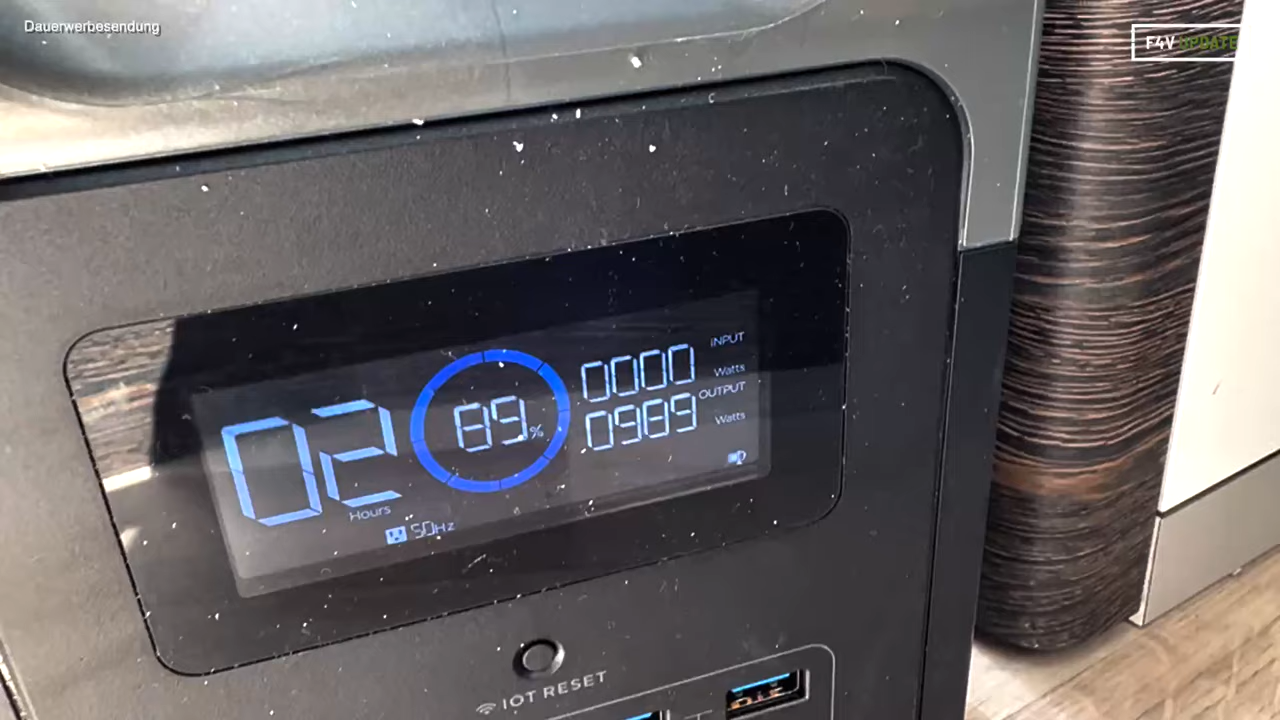 Dauerwerbesendung
F4V UPDATE
02
Hours
89%
0000
INPUT
Watts
0989
OUTPUT
Watts
50Hz
IOT RESET